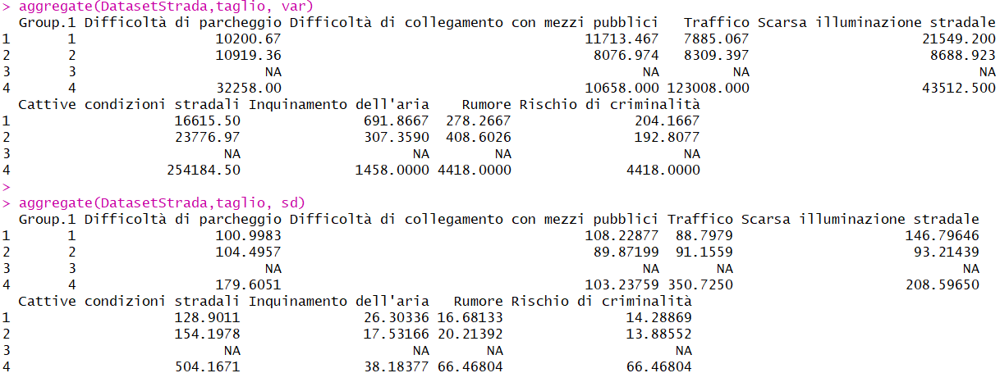 > aggregate(DatasetStrada,taglio, var)
Group.1 Difficoltà di parcheggio Difficoltà di collegamento con mezzi pubblici Traffico Scarsa illuminazione stradale
1 1 10200.67 11713.467 7885.067 21549.200
2 2 10919.36 8076.974 8309.397 8688.923
3 3 NA NA NA NA
4 4 32258.00 10658.000 123008.000 43512.500
Cattive condizioni stradali Inquinamento dell'aria Rumore Rischio di criminalità
1 16615.50 691.8667 278.2667 204.1667
2 23776.97 307.3590 408.6026 192.8077
3 NA NA NA NA
4 254184.50 1458.0000 4418.0000 4418.0000
>
> aggregate(DatasetStrada,taglio, sd)
Group.1 Difficoltà di parcheggio Difficoltà di collegamento con mezzi pubblici Traffico Scarsa illuminazione stradale
1 1 100.9983 108.22877 88.7979 146.79646
2 2 104.4957 89.87199 91.1559 93.21439
3 3 NA NA NA NA
4 4 179.6051 103.23759 350.7250 208.59650
Cattive condizioni stradali Inquinamento dell'aria Rumore Rischio di criminalità
1 128.9011 26.30336 16.68133 14.28869
2 154.1978 17.53166 20.21392 13.88552
3 NA NA NA NA
4 504.1671 38.18377 66.46804 66.46804